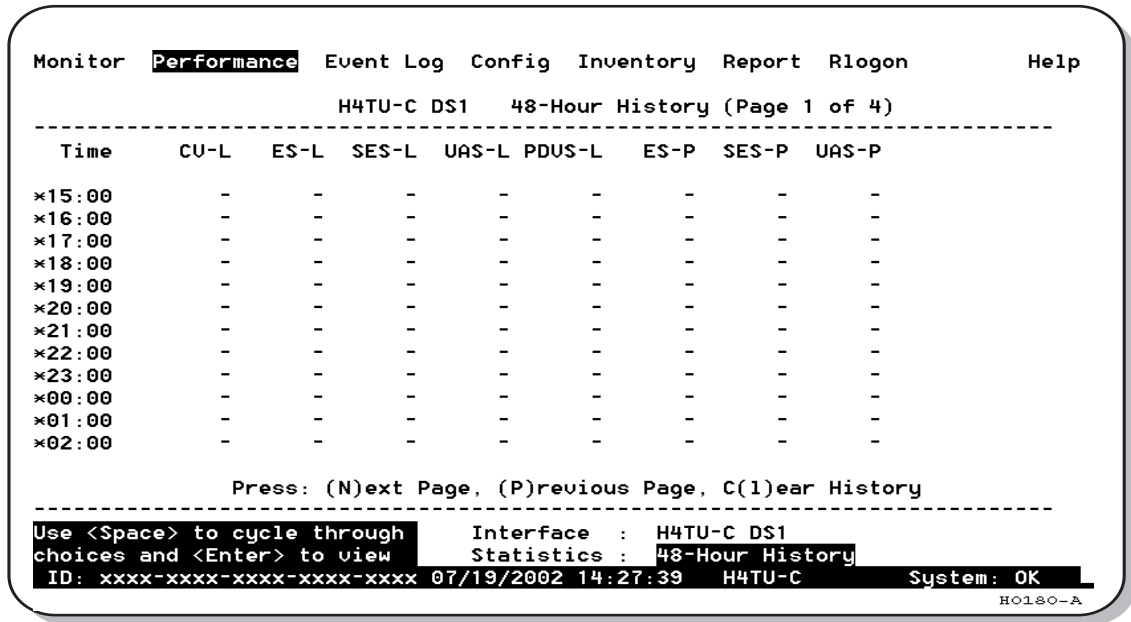 Monitor Performance Event Log Config Inventory Report Rlogon Help
H4TU-C DS1 48-Hour History (Page 1 of 4)
--------------------------------------------------------------------------------
Time CV-L ES-L SES-L UAS-L PDVS-L ES-P SES-P UAS-P
*15:00 - - - - - - - -
*16:00 - - - - - - - -
*17:00 - - - - - - - -
*18:00 - - - - - - - -
*19:00 - - - - - - - -
*20:00 - - - - - - - -
*21:00 - - - - - - - -
*22:00 - - - - - - - -
*23:00 - - - - - - - -
*00:00 - - - - - - - -
*01:00 - - - - - - - -
*02:00 - - - - - - - -
Press: (N)ext Page, (P)revious Page, C(l)ear History
--------------------------------------------------------------------------------
Use <Space> to cycle through Interface : H4TU-C DS1
choices and <Enter> to view Statistics : 48-Hour History
ID: xxxx-xxxx-xxxx-xxxx-xxxx 07/19/2002 14:27:39 H4TU-C System: OK
H0180-A